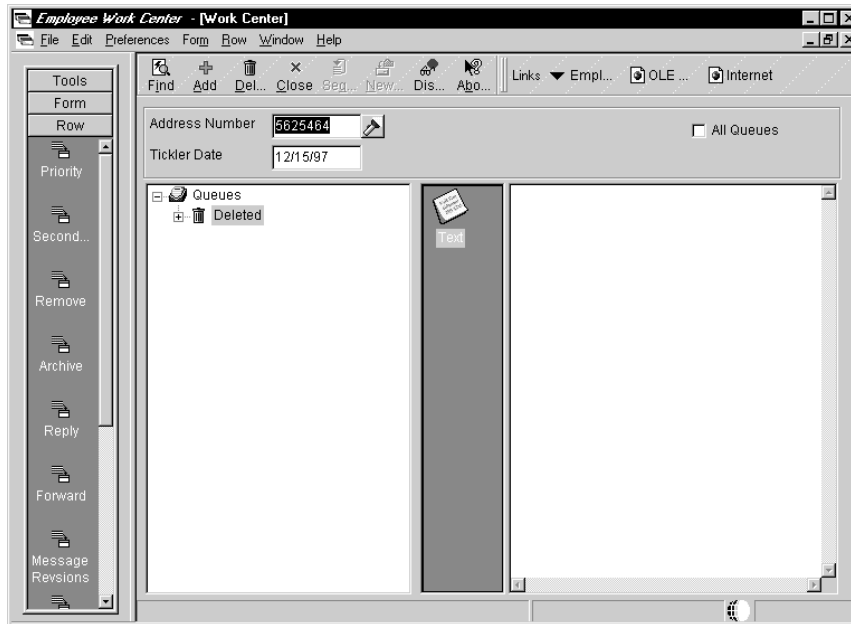 Employee Work Center - [Work Center]
File Edit Preferences Form Row Window Help
Find Add Del... Close Seq... New... Dis... Abo... Links Empl... OLE ... Internet
Tools
Form
Row
Priority
Second...
Remove
Archive
Reply
Forward
Message
Revsions
Address Number 5625464
All Queues
Tickler Date 12/15/97
Queues
Deleted
Text